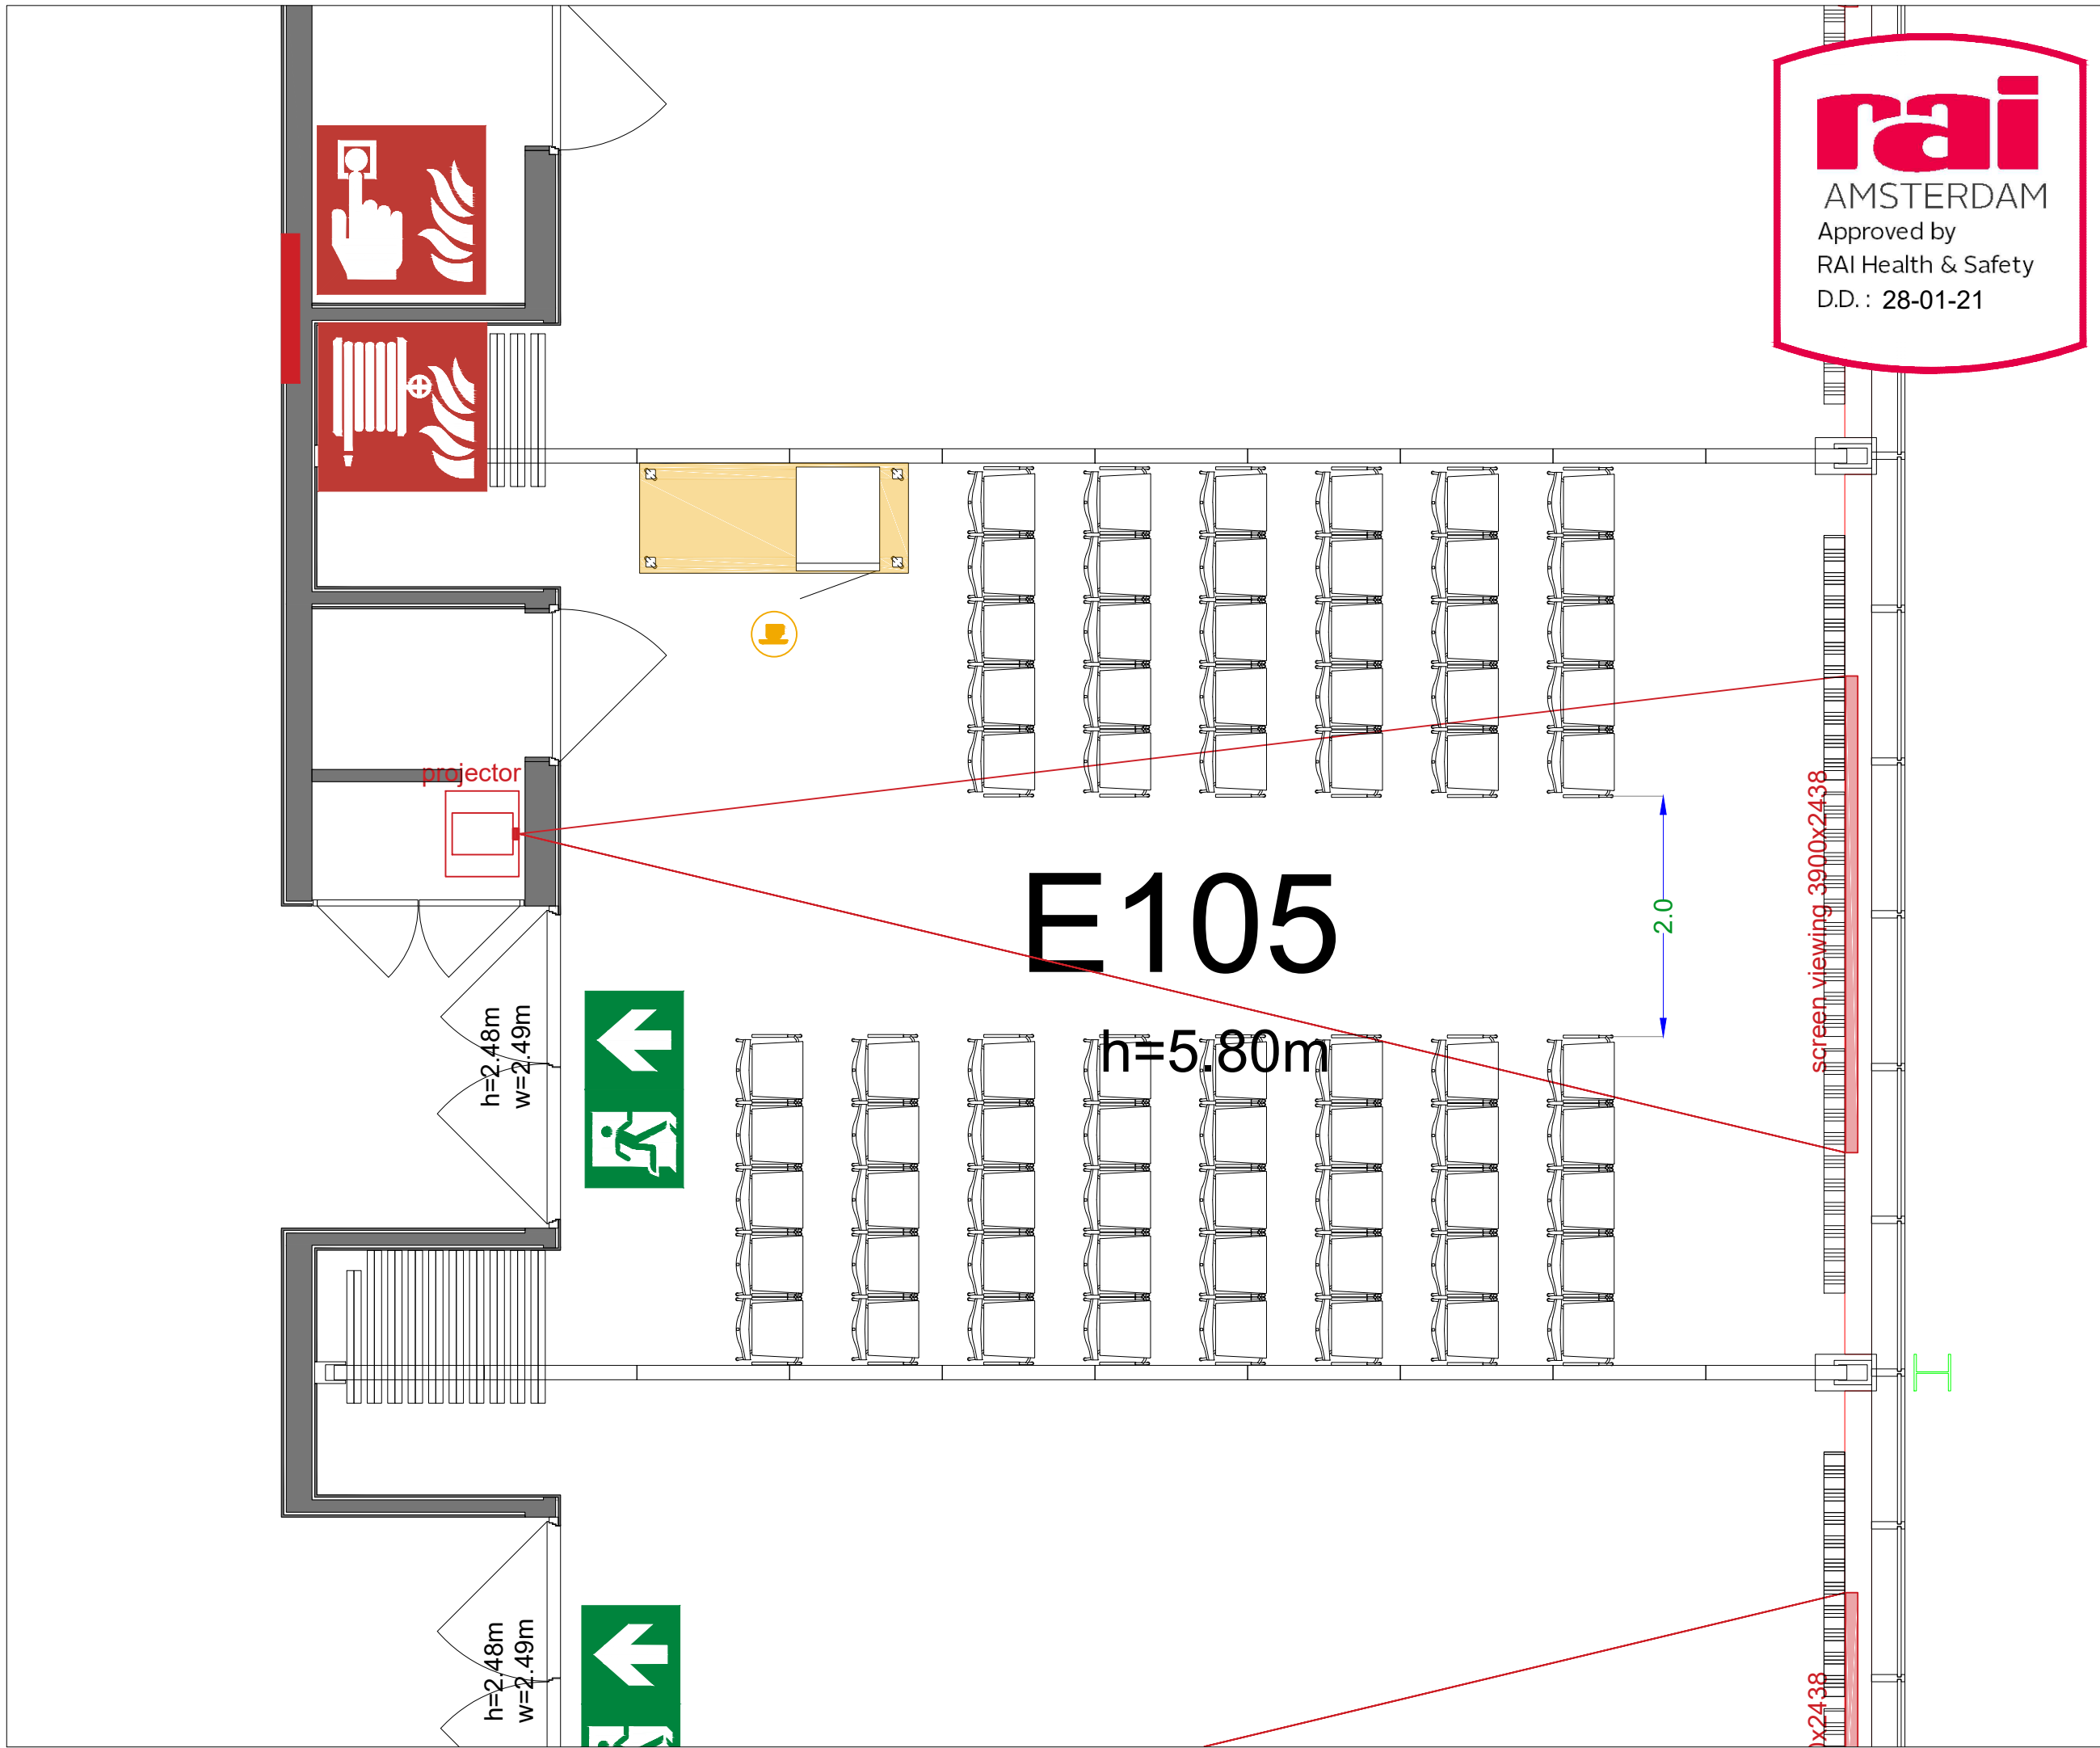 rai
AMSTERDAM
Approved by
RAI Health & Safety
D.D. : 28-01-21
projector
E105
h=5.80m
2.0
screen viewing 3900x2438
h=2.48m
w=2.49m
h=2.48m
w=2.49m
x2438